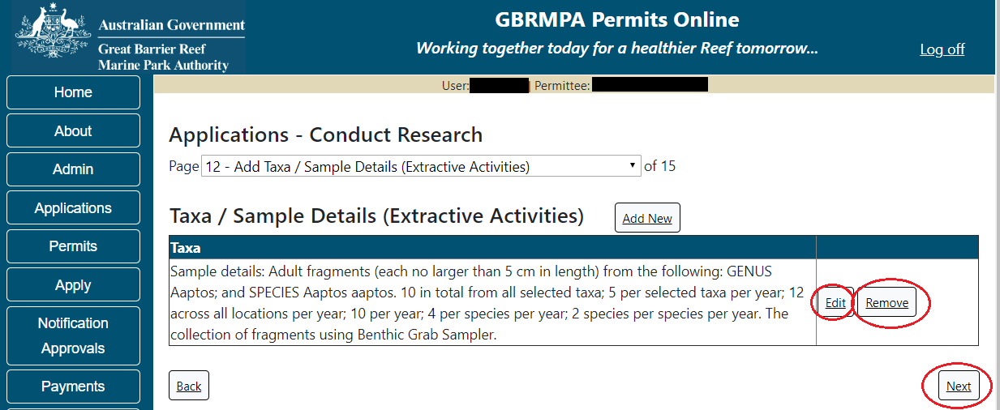 Australian Government
Great Barrier Reef
Marine Park Authority
GBRMPA Permits Online
Working together today for a healthier Reef tomorrow...
Log off
User: Permittee:
Home
About
Admin
Applications
Permits
Apply
Notification
Approvals
Payments
Applications - Conduct Research
Page 12 - Add Taxa / Sample Details (Extractive Activities) of 15
Taxa / Sample Details (Extractive Activities) Add New
Taxa
Sample details: Adult fragments (each no larger than 5 cm in length) from the following: GENUS
Aaptos; and SPECIES Aaptos aaptos. 10 in total from all selected taxa; 5 per selected taxa per year; 12
across all locations per year; 10 per year; 4 per species per year; 2 species per species per year. The
collection of fragments using Benthic Grab Sampler.
Edit Remove
Back Next